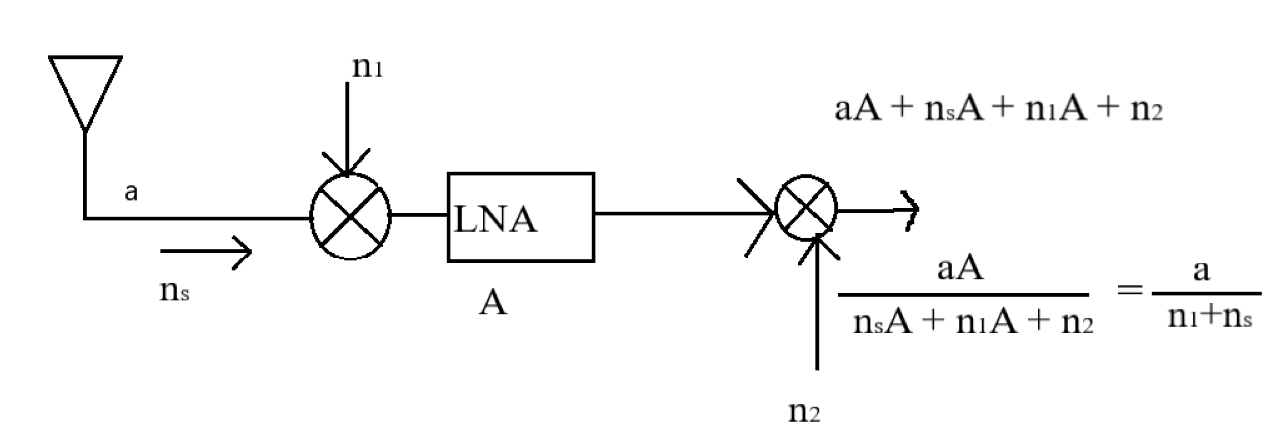 n₁
aA + nₛA + n₁A + n₂
a
LNA
nₛ
A
aA
nₛA + n₁A + n₂
=
a
n₁+nₛ
n₂